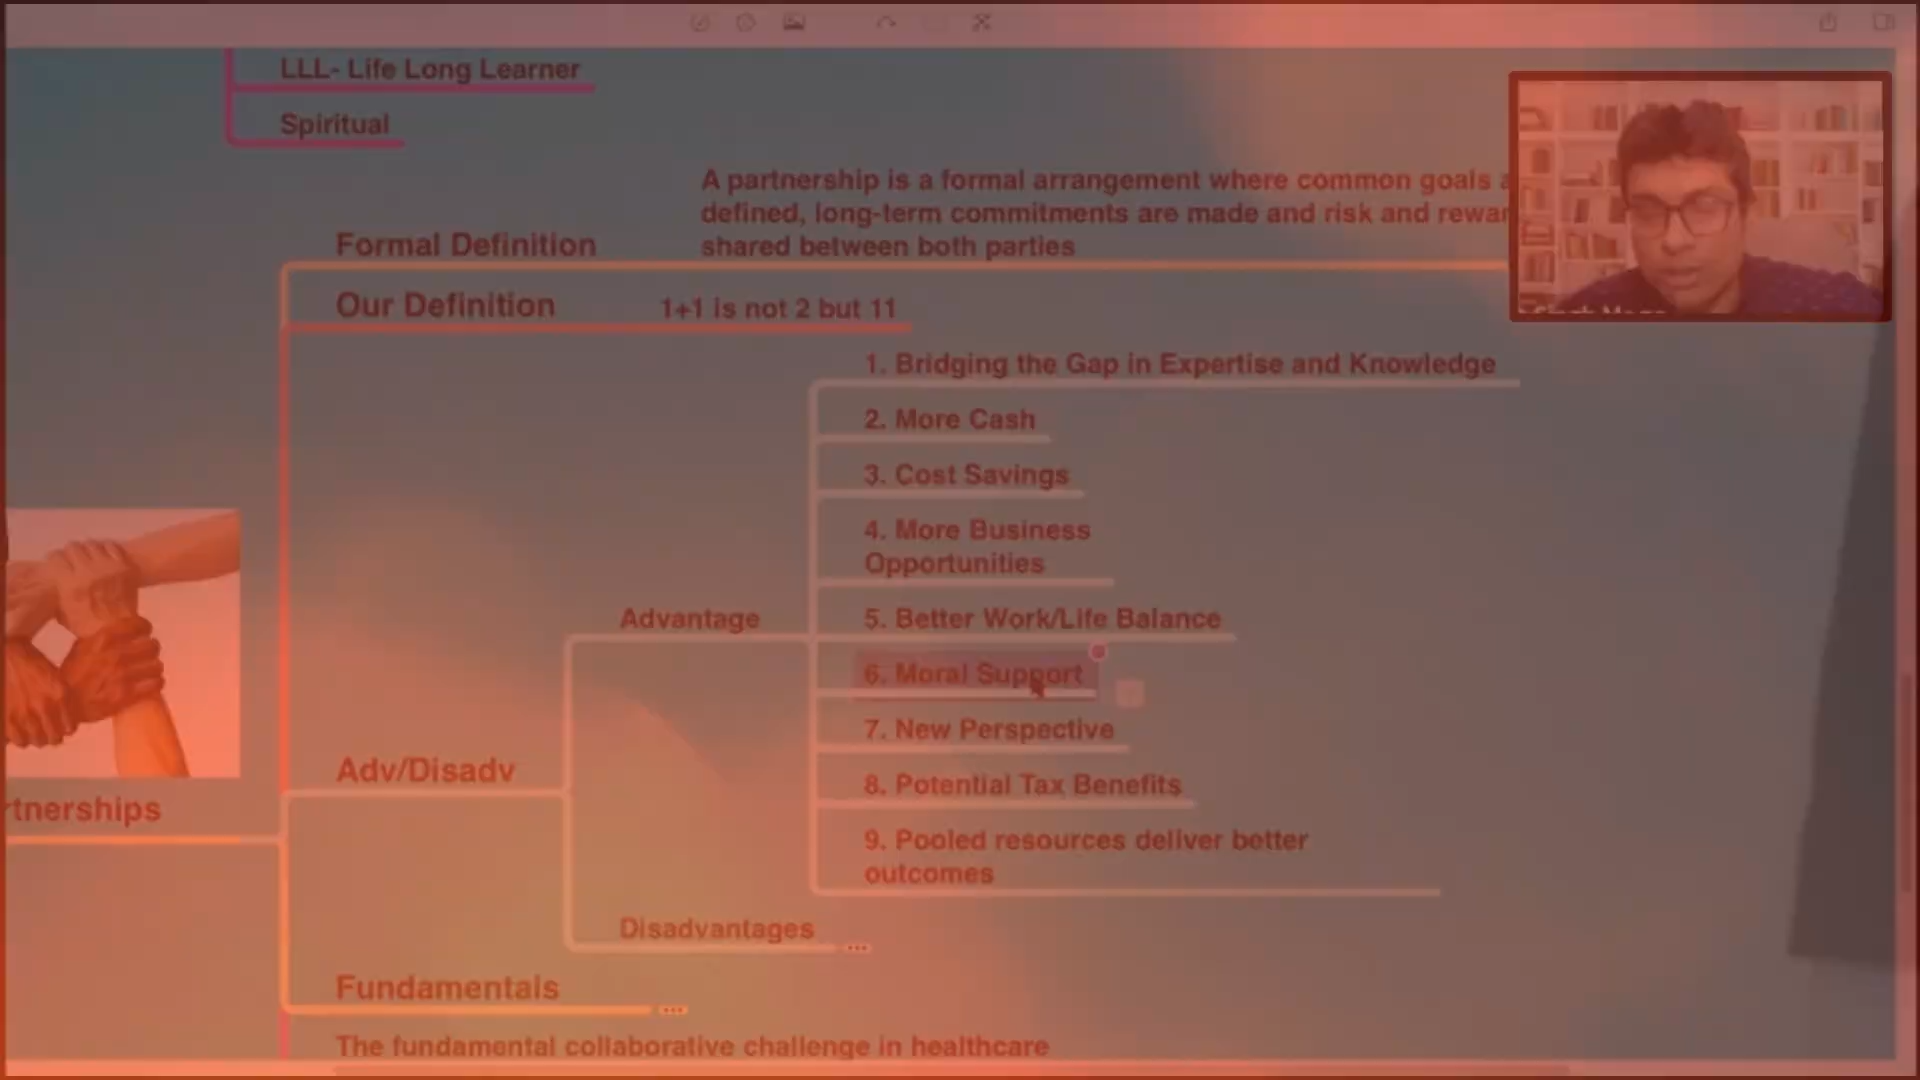 LLL- Life Long Learner
Spiritual
A partnership is a formal arrangement where common goals
defined, long-term commitments are made and risk and
shared between both parties
Formal Definition
Our Definition
1+1 is not 2 but 11
1. Bridging the Gap in Expertise and Knowledge
2. More Cash
3. Cost Savings
4. More Business
Opportunities
Advantage
5. Better Work/Life Balance
6. Moral Support
7. New Perspective
Adv/Disadv
8. Potential Tax Benefits
rtnerships
9. Pooled resources deliver better
outcomes
Disadvantages
Fundamentals
The fundamental collaborative challenge in healthcare